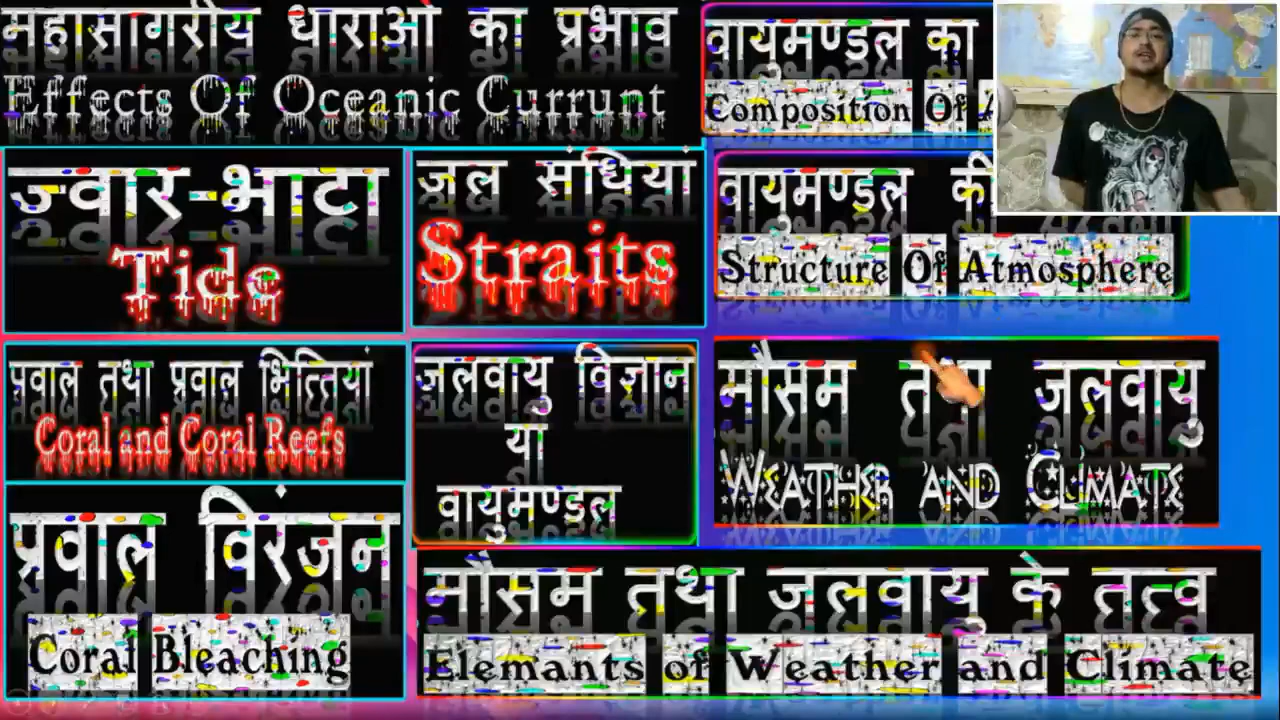 महासागरीय धाराओं का प्रभाव
Effects Of Oceanic Currunt
वायुमण्डल का
Composition Of
ज्वार-भाटा
Tide
जल संधियां
Straits
वायुमण्डल की
Structure Of Atmosphere
प्रवाल तथा प्रवाल भित्तियां
Coral and Coral Reefs
जलवायु विज्ञान
या
वायुमण्डल
मौसम तथा जलवायु
WEATHER AND CLIMATE
प्रवाल विरंजन
Coral Bleaching
मौसम तथा जलवायु के तत्व
Elemants of Weather and Climate